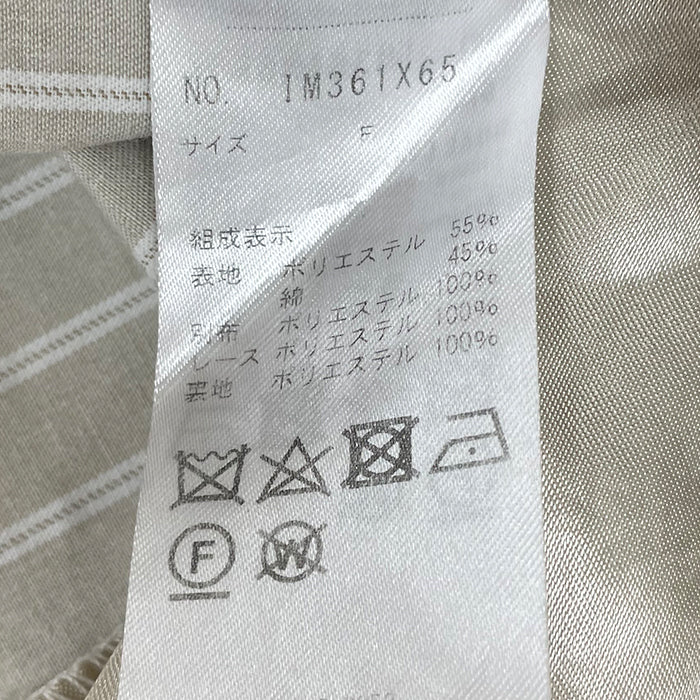 NO. IM361X65
サイズ F
組成表示
表地 ポリエステル 55%
綿 45%
別布 ポリエステル 100%
レース ポリエステル 100%
裏地 ポリエステル 100%
F
W